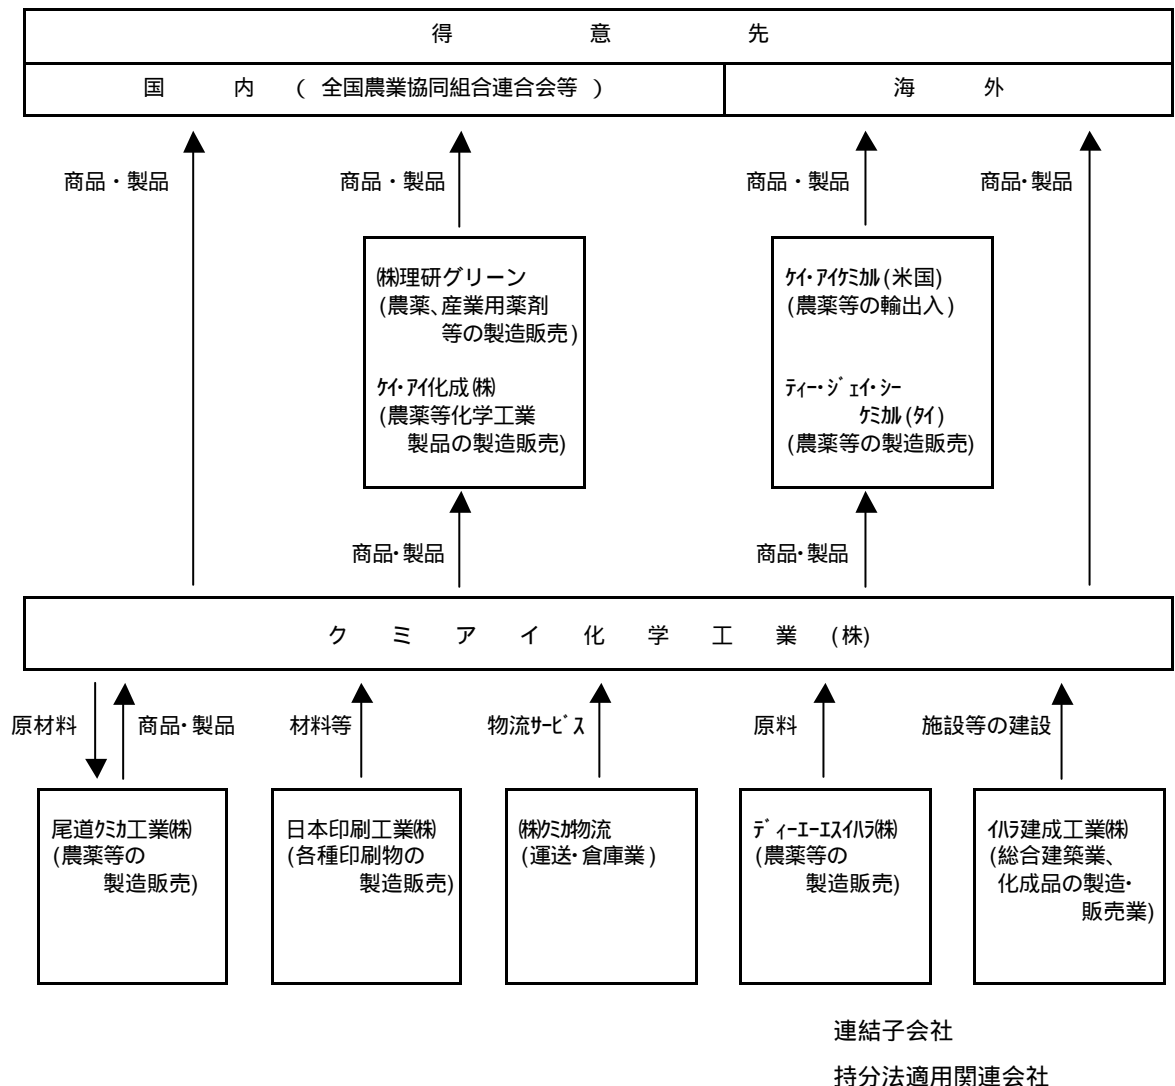 得意先
国内(全国農業協同組合連合会等)
海外
商品・製品
商品・製品
商品・製品
商品・製品
㈱理研グリーン
(農薬、産業用薬剤
等の製造販売)
ｹｲ･ｱｲ化成㈱
(農薬等化学工業
製品の製造販売)
ｹｲ･ｱｲｹﾐｶﾙ(米国)
(農薬等の輸出入)
ﾃｨｰ･ｼﾞｪｲ･ｼｰ
ｹﾐｶﾙ(ﾀｲ)
(農薬等の製造販売)
商品・製品
商品・製品
クミアイ化学工業(株)
原材料
商品・製品
材料等
物流ｻｰﾋﾞｽ
原料
施設等の建設
尾道ｸﾐｶ工業㈱
(農薬等の
製造販売)
日本印刷工業㈱
(各種印刷物の
製造販売)
㈱ｸﾐｶ物流
(運送・倉庫業)
ﾃﾞｨｰｴｰｴｽｲﾊﾗ㈱
(農薬等の
製造販売)
ｲﾊﾗ建成工業㈱
(総合建築業、
化成品の製造・
販売業)
連結子会社
持分法適用関連会社